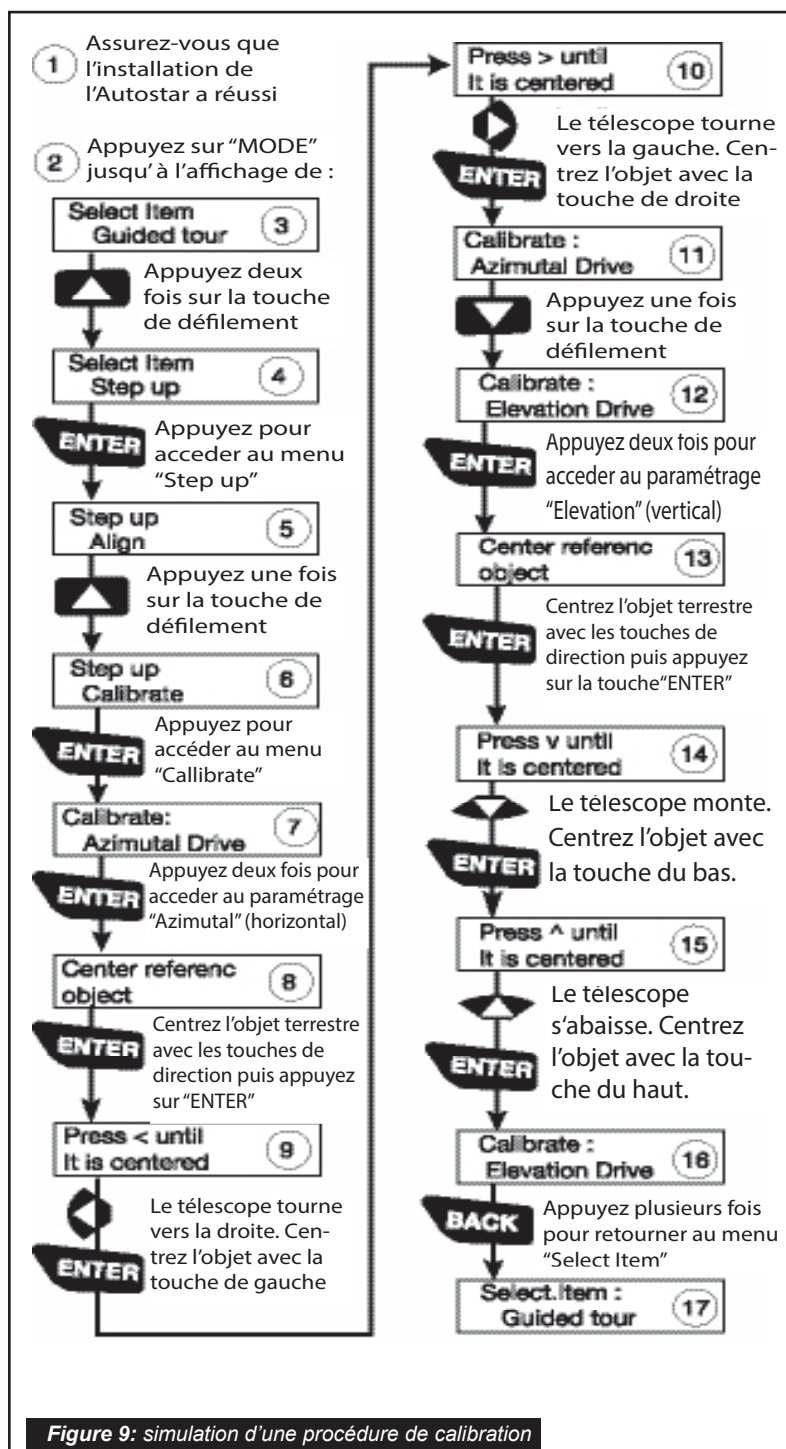 1
Assurez-vous que
l'installation de
l'Autostar a réussi
2
Appuyez sur “MODE”
jusqu' à l'affichage de :
Select Item
Guided tour
3
Appuyez deux
fois sur la touche
de défilement
Select Item
Step up
4
ENTER
Appuyez pour
acceder au menu
“Step up”
Step up
Align
5
Appuyez une fois
sur la touche de
défilement
Step up
Calibrate
6
ENTER
Appuyez pour
accéder au menu
“Callibrate”
Calibrate:
Azimutal Drive
7
ENTER
Appuyez deux fois pour
acceder au paramétrage
“Azimutal” (horizontal)
Center referenc
object
8
ENTER
Centrez l'objet terrestre
avec les touches de
direction puis appuyez
sur “ENTER”
Press < until
It is centered
9
ENTER
Le télescope tourne
vers la droite. Cen-
trez l'objet avec la
touche de gauche
Press > until
It is centered
10
ENTER
Le télescope tourne
vers la gauche. Cen-
trez l'objet avec la
touche de droite
Calibrate :
Azimutal Drive
11
Appuyez une fois
sur la touche de
défilement
Calibrate :
Elevation Drive
12
ENTER
Appuyez deux fois pour
acceder au paramétrage
“Elevation” (vertical)
Center referenc
object
13
ENTER
Centrez l'objet terrestre
avec les touches de
direction puis appuyez
sur la touche“ENTER”
Press v until
It is centered
14
ENTER
Le télescope monte.
Centrez l'objet avec
la touche du bas.
Press ^ until
It is centered
15
ENTER
Le télescope
s‘abaisse. Centrez
l'objet avec la tou-
che du haut.
Calibrate :
Elevation Drive
16
BACK
Appuyez plusieurs fois
pour retourner au menu
“Select Item”
Select.Item :
Guided tour
17
Figure 9: simulation d'une procédure de calibration